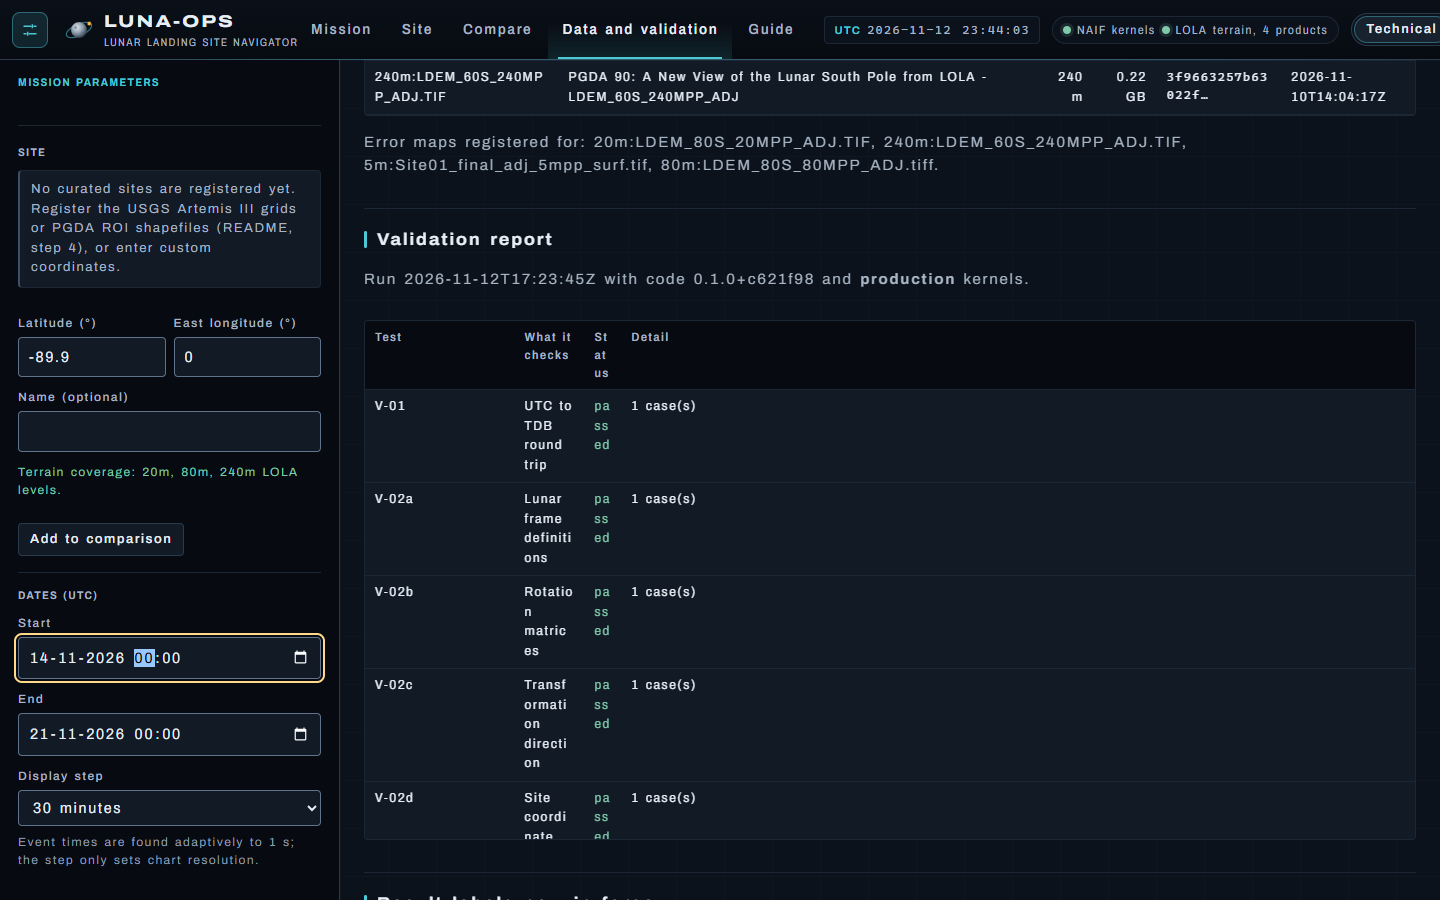 LUNA-OPS
LUNAR LANDING SITE NAVIGATOR
Mission
Site
Compare
Data and validation
Guide
UTC 2026-11-12 23:44:03
NAIF kernels
LOLA terrain, 4 products
Technical
MISSION PARAMETERS
SITE
No curated sites are registered yet.
Register the USGS Artemis III grids
or PGDA ROI shapefiles (README,
step 4), or enter custom
coordinates.
Latitude (°)
East longitude (°)
-89.9
0
Name (optional)
Terrain coverage: 20m, 80m, 240m LOLA
levels.
Add to comparison
DATES (UTC)
Start
14-11-2026 00:00
End
21-11-2026 00:00
Display step
30 minutes
Event times are found adaptively to 1 s;
the step only sets chart resolution.
240m:LDEM_60S_240MP
P_ADJ.TIF
PGDA 90: A New View of the Lunar South Pole from LOLA -
LDEM_60S_240MPP_ADJ
240
m
0.22
GB
3f9663257b63
022f…
2026-11-
10T14:04:17Z
Error maps registered for: 20m:LDEM_80S_20MPP_ADJ.TIF, 240m:LDEM_60S_240MPP_ADJ.TIF,
5m:Site01_final_adj_5mpp_surf.tif, 80m:LDEM_80S_80MPP_ADJ.tiff.
Validation report
Run 2026-11-12T17:23:45Z with code 0.1.0+c621f98 and production kernels.
Test
What it
checks
St
at
us
Detail
V-01
UTC to
TDB
round
trip
pa
ss
ed
1 case(s)
V-02a
Lunar
frame
definiti
ons
pa
ss
ed
1 case(s)
V-02b
Rotatio
n
matric
es
pa
ss
ed
1 case(s)
V-02c
Transf
ormati
on
directi
on
pa
ss
ed
1 case(s)
V-02d
Site
coordi
nate
pa
ss
ed
1 case(s)
Result labels now in force